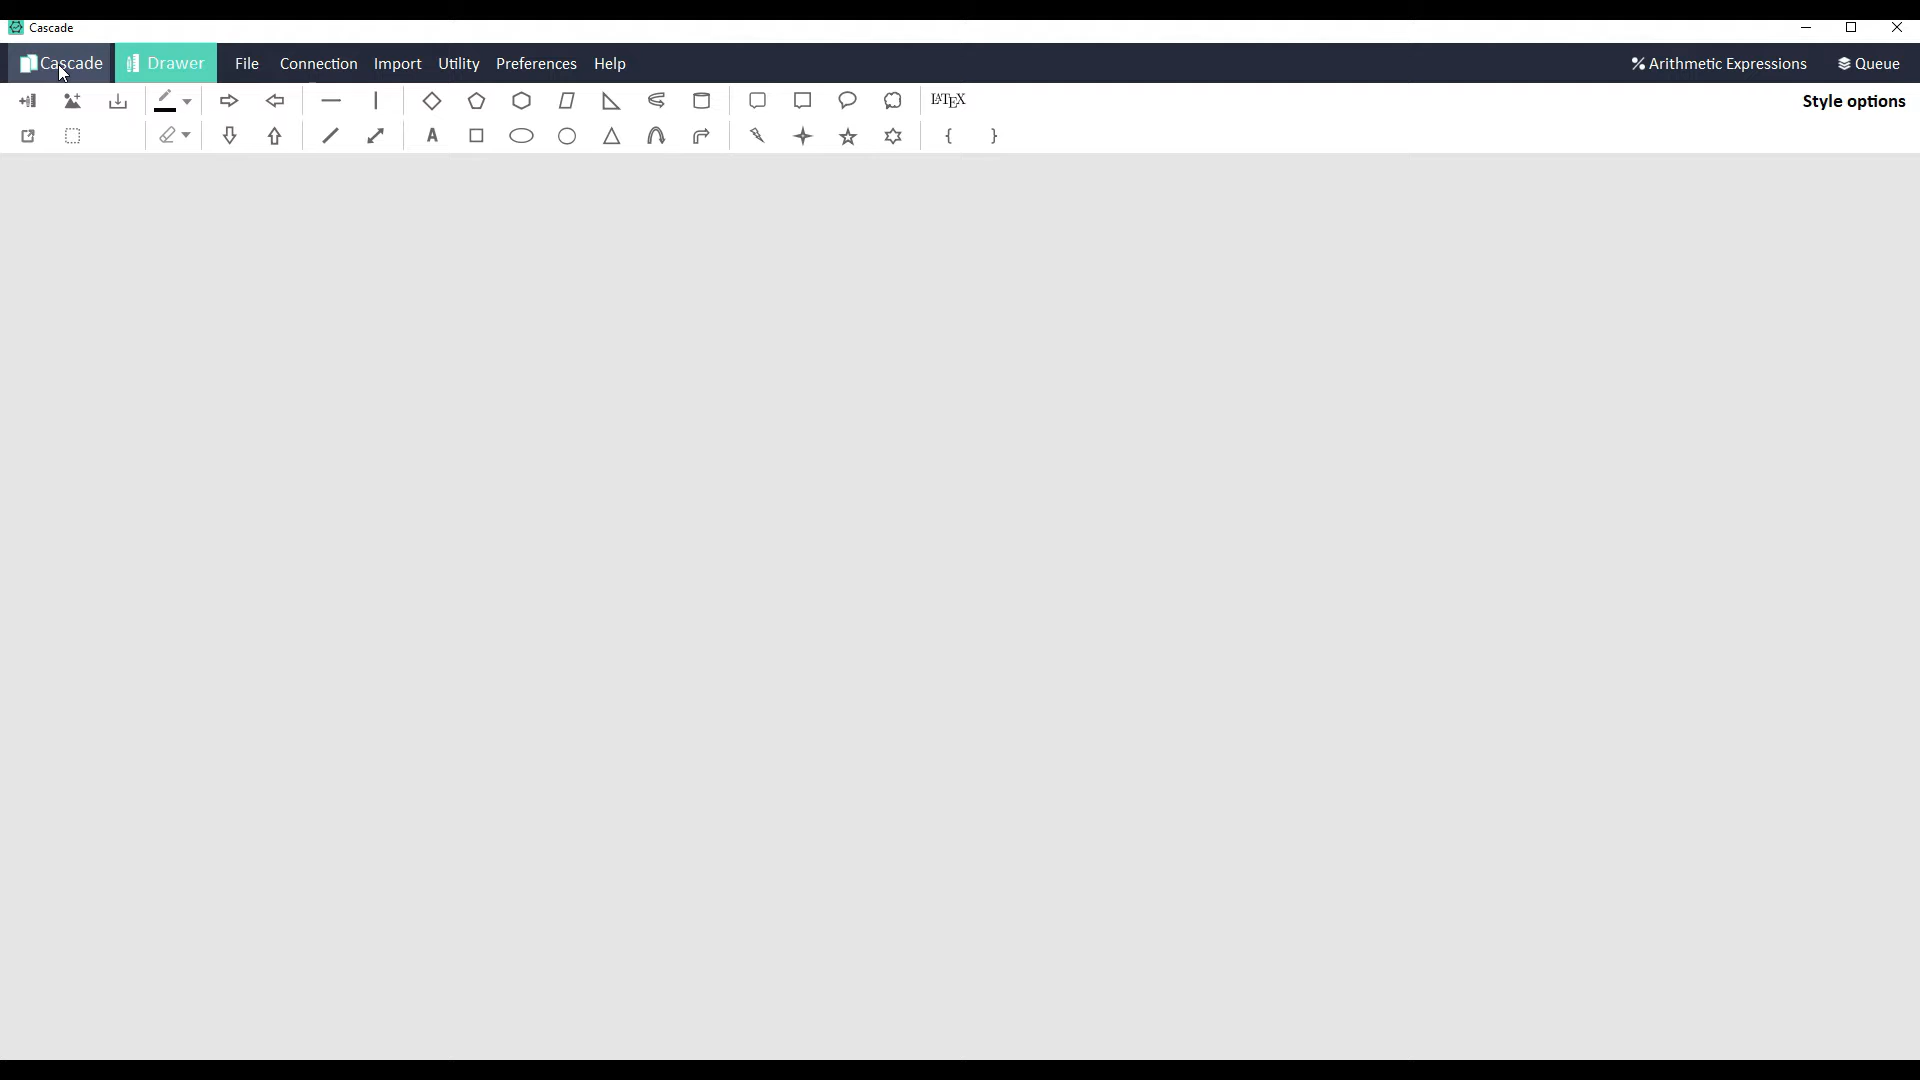 Cascade
Cascade Drawer File Connection Import Utility Preferences Help Arithmetic Expressions Queue
LATEX Style options
A { }